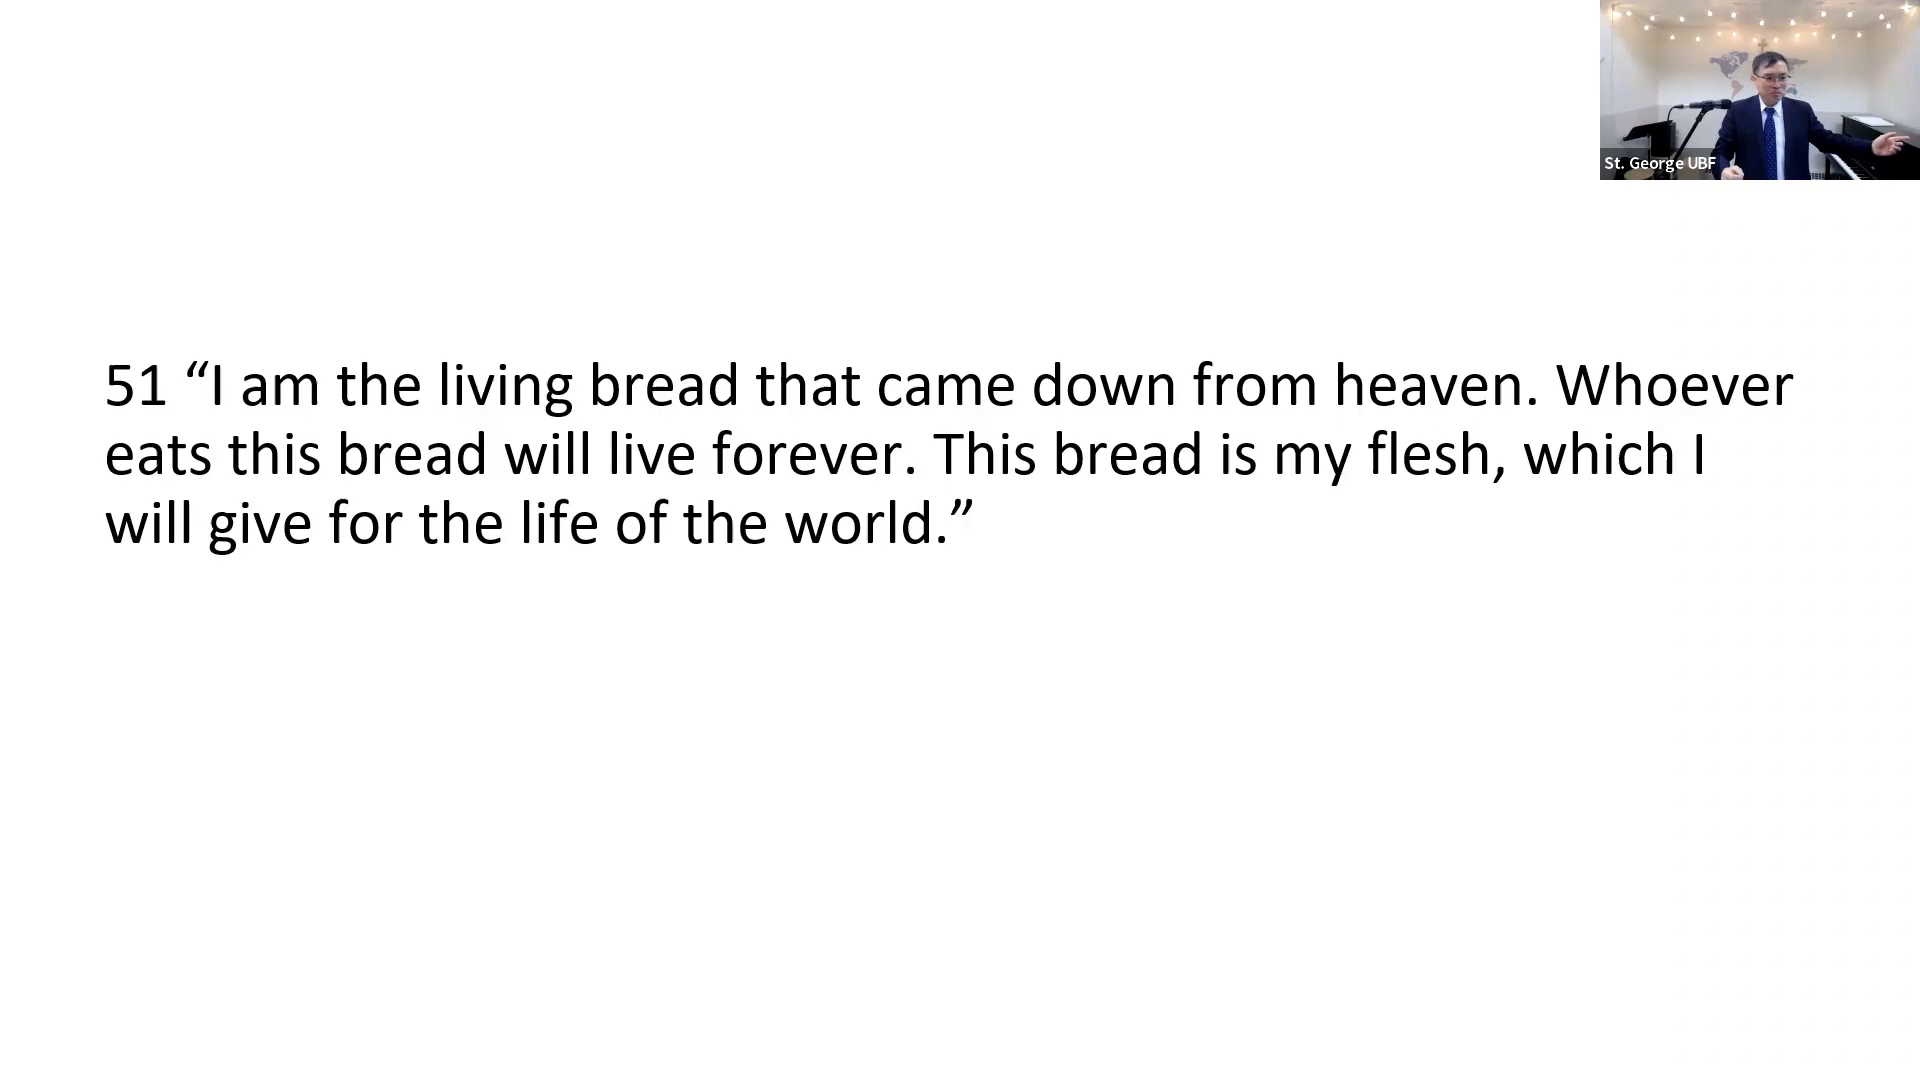 St. George UBF
51 “I am the living bread that came down from heaven. Whoever
eats this bread will live forever. This bread is my flesh, which I
will give for the life of the world.”